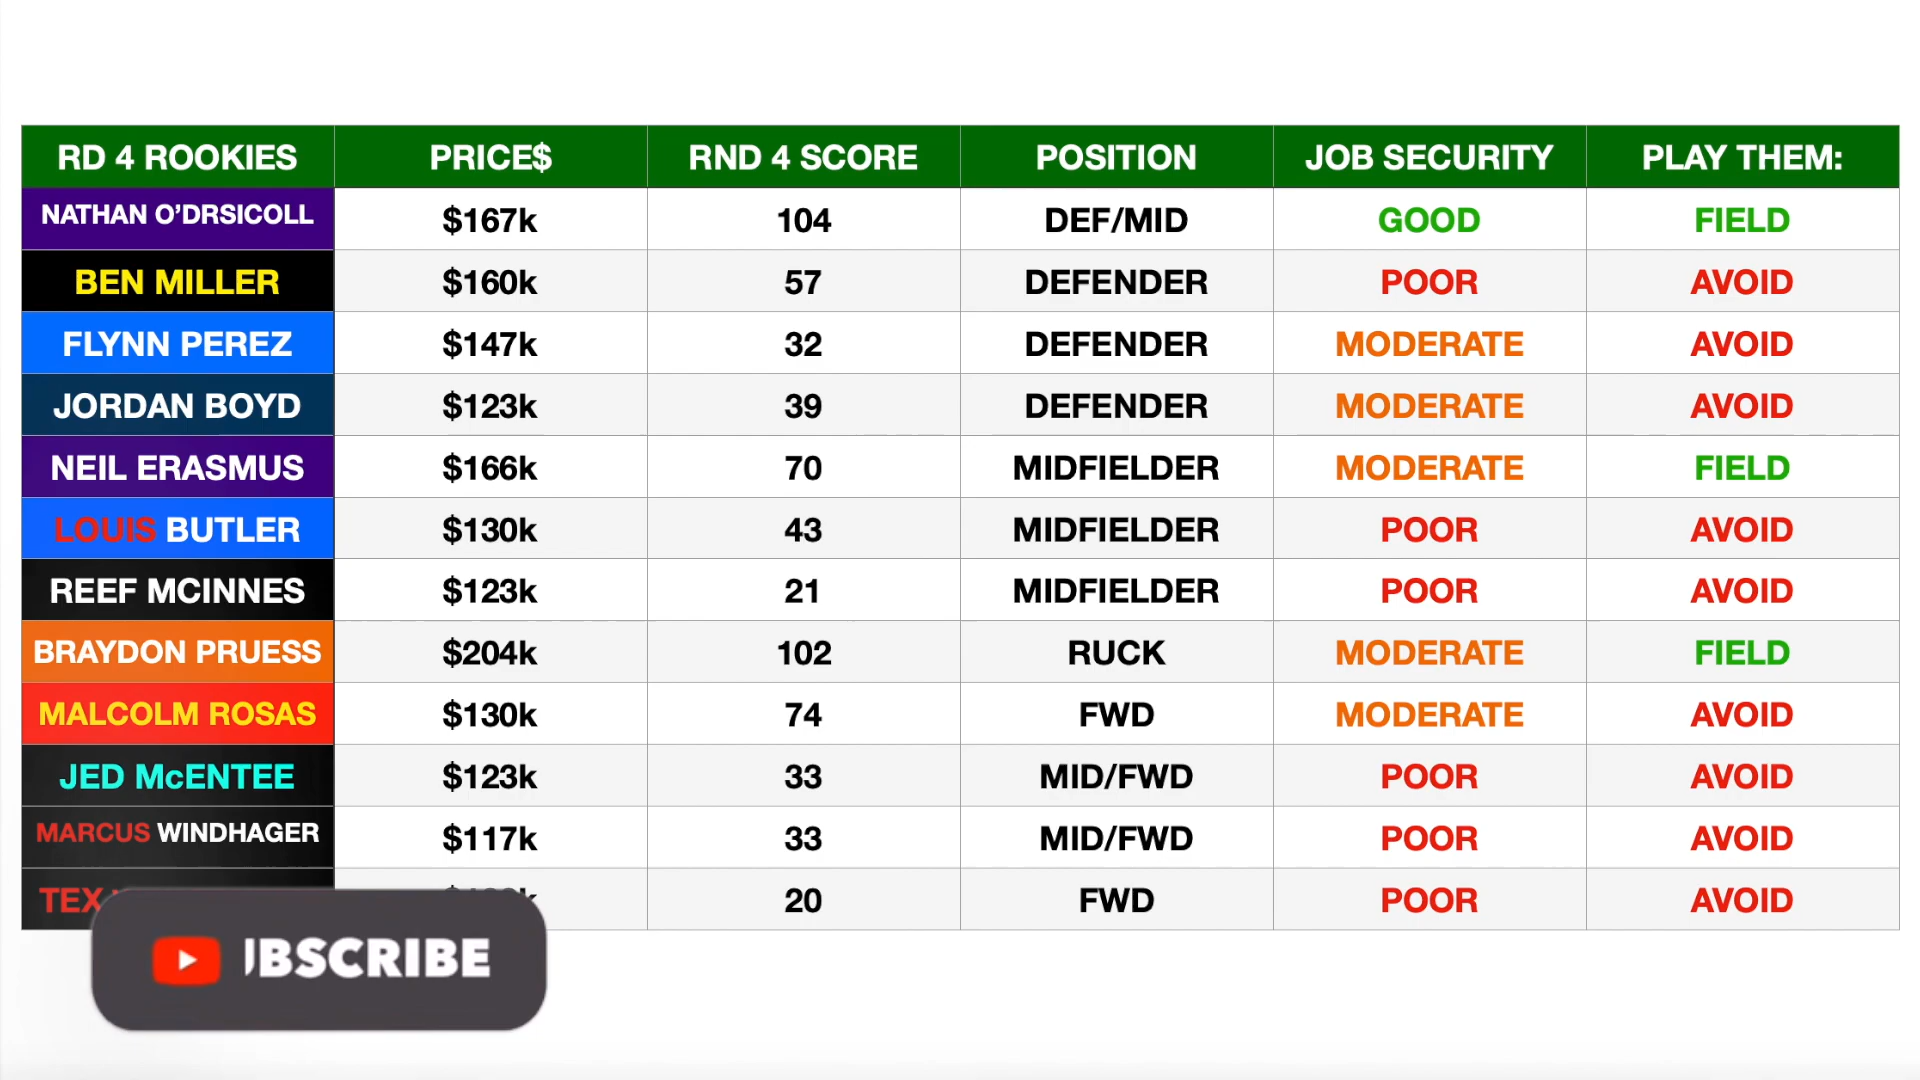 RD 4 ROOKIES PRICE$ RND 4 SCORE POSITION JOB SECURITY PLAY THEM:
NATHAN O’DRSICOLL $167k 104 DEF/MID GOOD FIELD
BEN MILLER $160k 57 DEFENDER POOR AVOID
FLYNN PEREZ $147k 32 DEFENDER MODERATE AVOID
JORDAN BOYD $123k 39 DEFENDER MODERATE AVOID
NEIL ERASMUS $166k 70 MIDFIELDER MODERATE FIELD
LOUIS BUTLER $130k 43 MIDFIELDER POOR AVOID
REEF MCINNES $123k 21 MIDFIELDER POOR AVOID
BRAYDON PRUESS $204k 102 RUCK MODERATE FIELD
MALCOLM ROSAS $130k 74 FWD MODERATE AVOID
JED McENTEE $123k 33 MID/FWD POOR AVOID
MARCUS WINDHAGER $117k 33 MID/FWD POOR AVOID
TEX 20 FWD POOR AVOID
UBSCRIBE